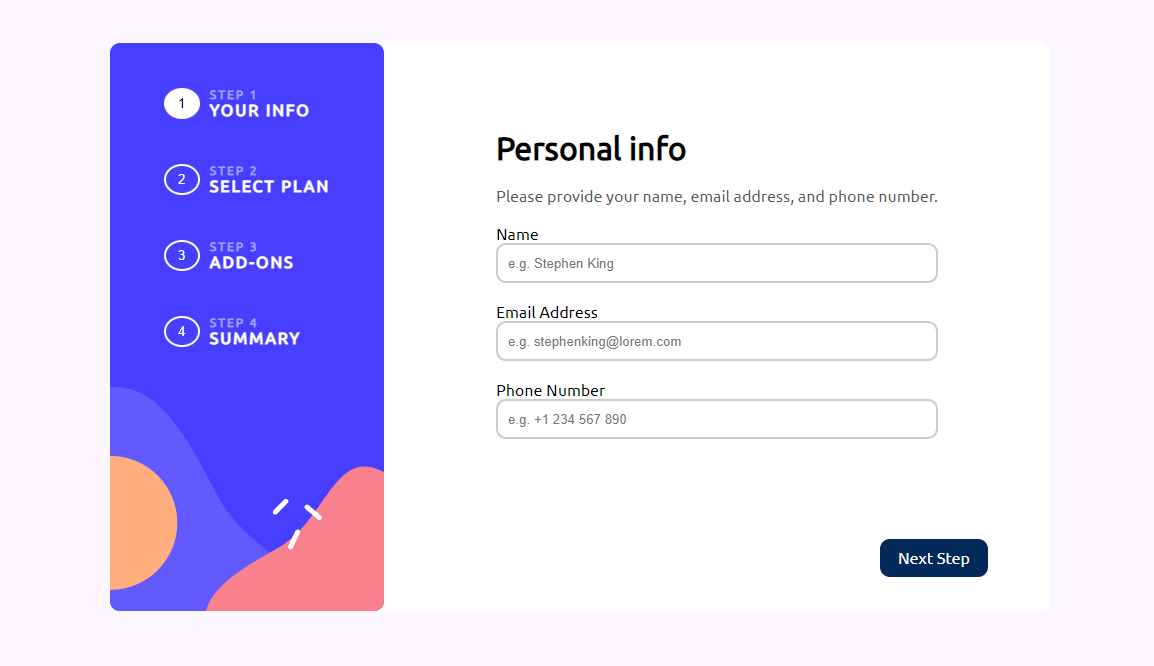 1
STEP 1
YOUR INFO
2
STEP 2
SELECT PLAN
3
STEP 3
ADD-ONS
4
STEP 4
SUMMARY
Personal info
Please provide your name, email address, and phone number.
Name
e.g. Stephen King
Email Address
e.g. stephenking@lorem.com
Phone Number
e.g. +1 234 567 890
Next Step